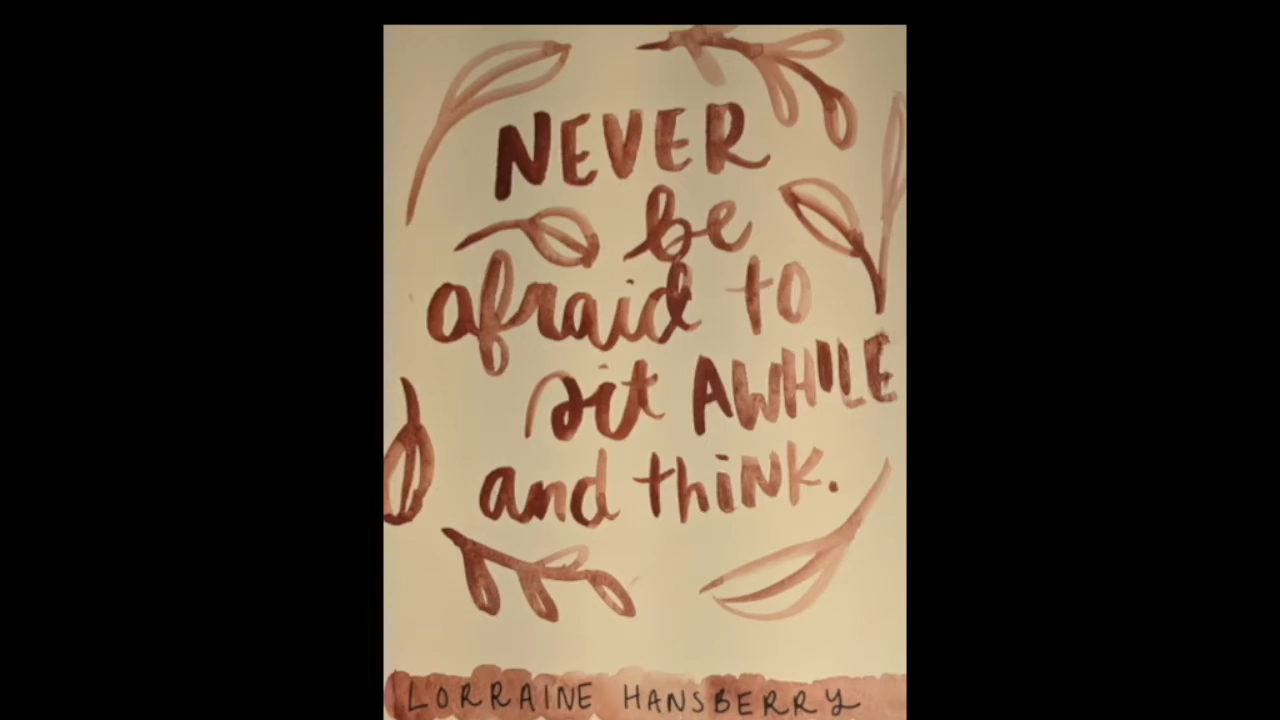 NEVER
be
afraid to
sit AWHILE
and thiNK.
LORRAINE HANSBERRY